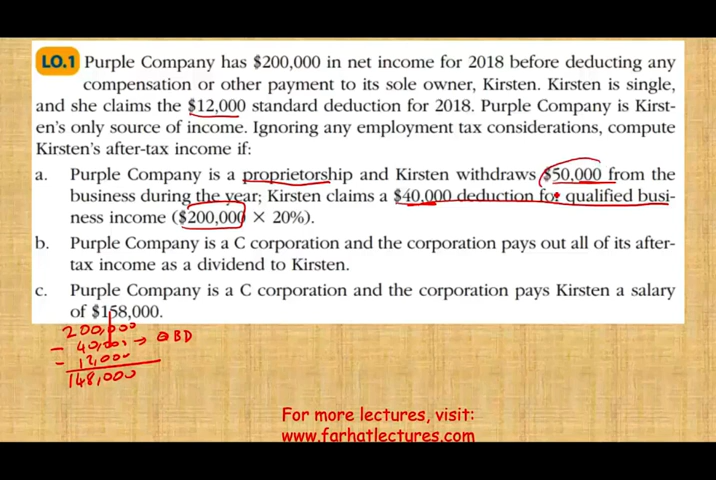 LO.1 Purple Company has $200,000 in net income for 2018 before deducting any
compensation or other payment to its sole owner, Kirsten. Kirsten is single,
and she claims the $12,000 standard deduction for 2018. Purple Company is Kirst-
en's only source of income. Ignoring any employment tax considerations, compute
Kirsten's after-tax income if:
a. Purple Company is a proprietorship and Kirsten withdraws $50,000 from the
business during the year; Kirsten claims a $40,000 deduction for qualified busi-
ness income ($200,000 × 20%).
b. Purple Company is a C corporation and the corporation pays out all of its after-
tax income as a dividend to Kirsten.
c. Purple Company is a C corporation and the corporation pays Kirsten a salary
of $158,000.
200,000
- 40,000 → QBD
- 12,000
148,000
For more lectures, visit:
www.farhatlectures.com